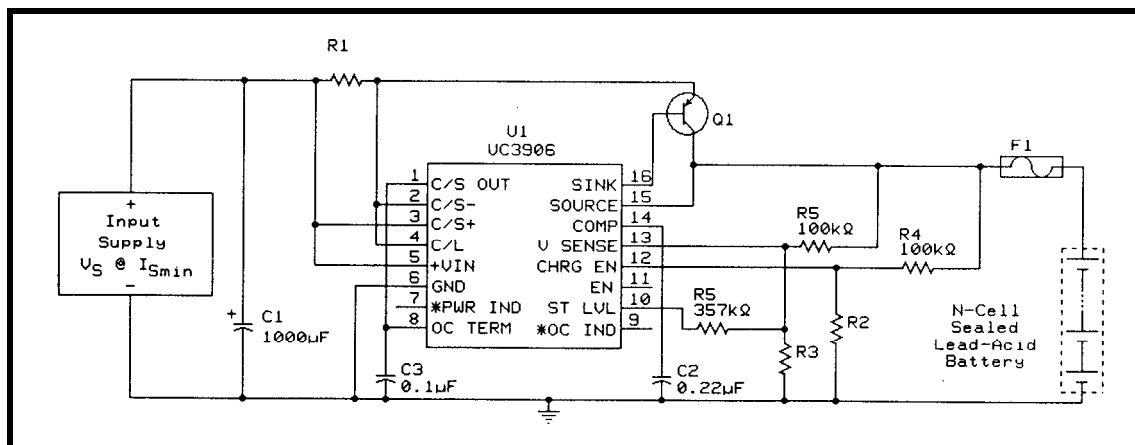 R1
Q1
U1
UC3906
F1
1 C/S OUT
2 C/S-
3 C/S+
4 C/L
5 +VIN
6 GND
7 *PWR IND
8 OC TERM
SINK 16
SOURCE 15
COMP 14
V SENSE 13
CHRG EN 12
EN 11
ST LVL 10
*OC IND 9
+
Input
Supply
VS @ ISmin
-
+
C1
1000µF
C3
0.1µF
C2
0.22µF
R5
100kΩ
R4
100kΩ
R5
357kΩ
R3
R2
N-Cell
Sealed
Lead-Acid
Battery